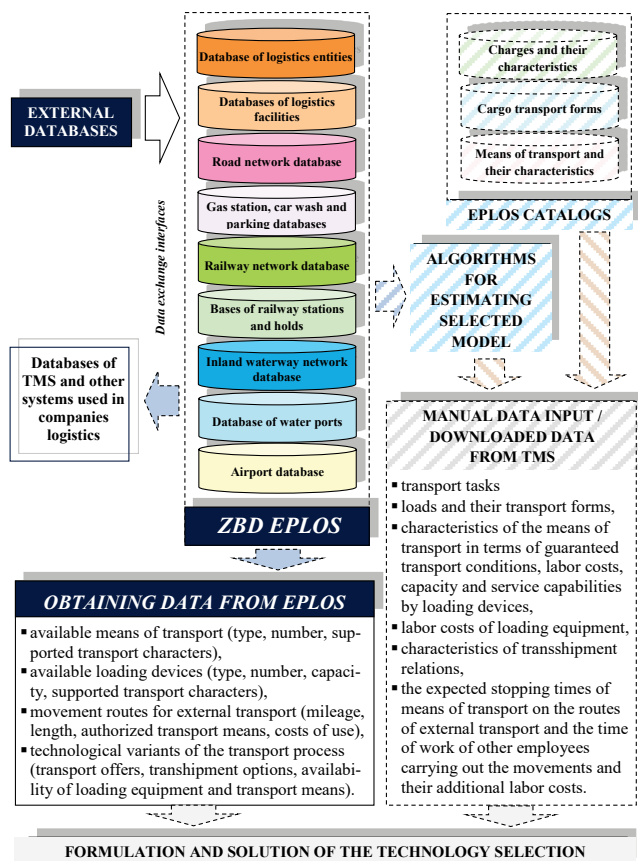 EXTERNAL
DATABASES
Data exchange interfaces
Database of logistics entities
Databases of logistics
facilities
Road network database
Gas station, car wash and
parking databases
Railway network database
Bases of railway stations
and holds
Inland waterway network
database
Database of water ports
Airport database
ZBD EPLOS
Charges and their
characteristics
Cargo transport forms
Means of transport and
their characteristics
EPLOS CATALOGS
ALGORITHMS
FOR
ESTIMATING
SELECTED
MODEL
Databases of
TMS and other
systems used in
companies
logistics
OBTAINING DATA FROM EPLOS
▪ available means of transport (type, number, sup-
ported transport characters),
▪ available loading devices (type, number, capac-
ity, supported transport characters),
▪ movement routes for external transport (mileage,
length, authorized transport means, costs of use),
▪ technological variants of the transport process
(transport offers, transhipment options, availabi-
lity of loading equipment and transport means).
MANUAL DATA INPUT /
DOWNLOADED DATA
FROM TMS
▪ transport tasks
▪ loads and their transport forms,
▪ characteristics of the means of
transport in terms of guaranteed
transport conditions, labor costs,
capacity and service capabilities
by loading devices,
▪ labor costs of loading equipment,
▪ characteristics of transshipment
relations,
▪ the expected stopping times of
means of transport on the routes
of external transport and the time
of work of other employees
carrying out the movements and
their additional labor costs.
FORMULATION AND SOLUTION OF THE TECHNOLOGY SELECTION